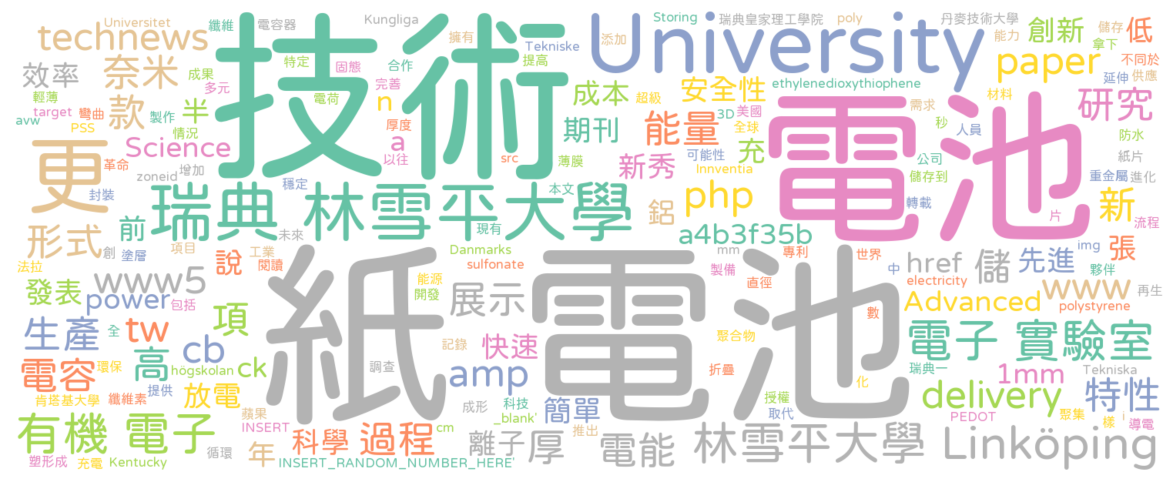 Universitet 纖維 電容器 Kungliga 擁有 Storing 瑞典皇家理工學院 poly 丹麥技術大學 儲存 低
technews 技術 特定 固態 合作 Tekniske 提高 University 添加 能力 創新 拿下 不同於
效率 奈米 成果 多元 電荷 完善 成本 超級 安全性 ethylenedioxythiophene paper 延伸 供應
輕薄 款 半 n 材料 研究
avw target 彎曲 製作 厚度 a 期刊 能量 3D 美國 電池 需求 秒
PSS 情況 以往 src 全球 人員 防水
更 Science 革命 新秀 充 可能性 公司 紙片
zoneid 增加 薄膜 Innventia 儲存到 重金屬 進化
封裝 穩定 本文 php 轉載 新
瑞典 林雪平大學 鋁 片 流程
前 現有 a4b3f35b 張
形式 塗層 創 項目 未來 Danmarks mm 專利 世界 img
法拉 說 工業 閱讀 紙電池 能源 sulfonate 製備 中 href 儲 先進 夥伴
發表 www5 展示 開發 直徑 electricity www 再生
power 包括 項 Advanced polystyrene
生產 全 tw 記錄 聚合物 數 電子 實驗室
環保 高 cb 調查 快速
電容 högskolan ck amp 折疊 瑞典一 Tekniska 1mm
肯塔基大學 提供 放電 成形 科技 簡單 授權 化 delivery 特性
纖維素 蘋果 _blank' 取代 PEDOT 聚集 樣 i
有機 電子 INSERT 科學 過程 cm 推出 導電
塑形成 充電 Kentucky 循環 年 離子 厚 電能 林雪平大學 Linköping
INSERT_RANDOM_NUMBER_HERE'